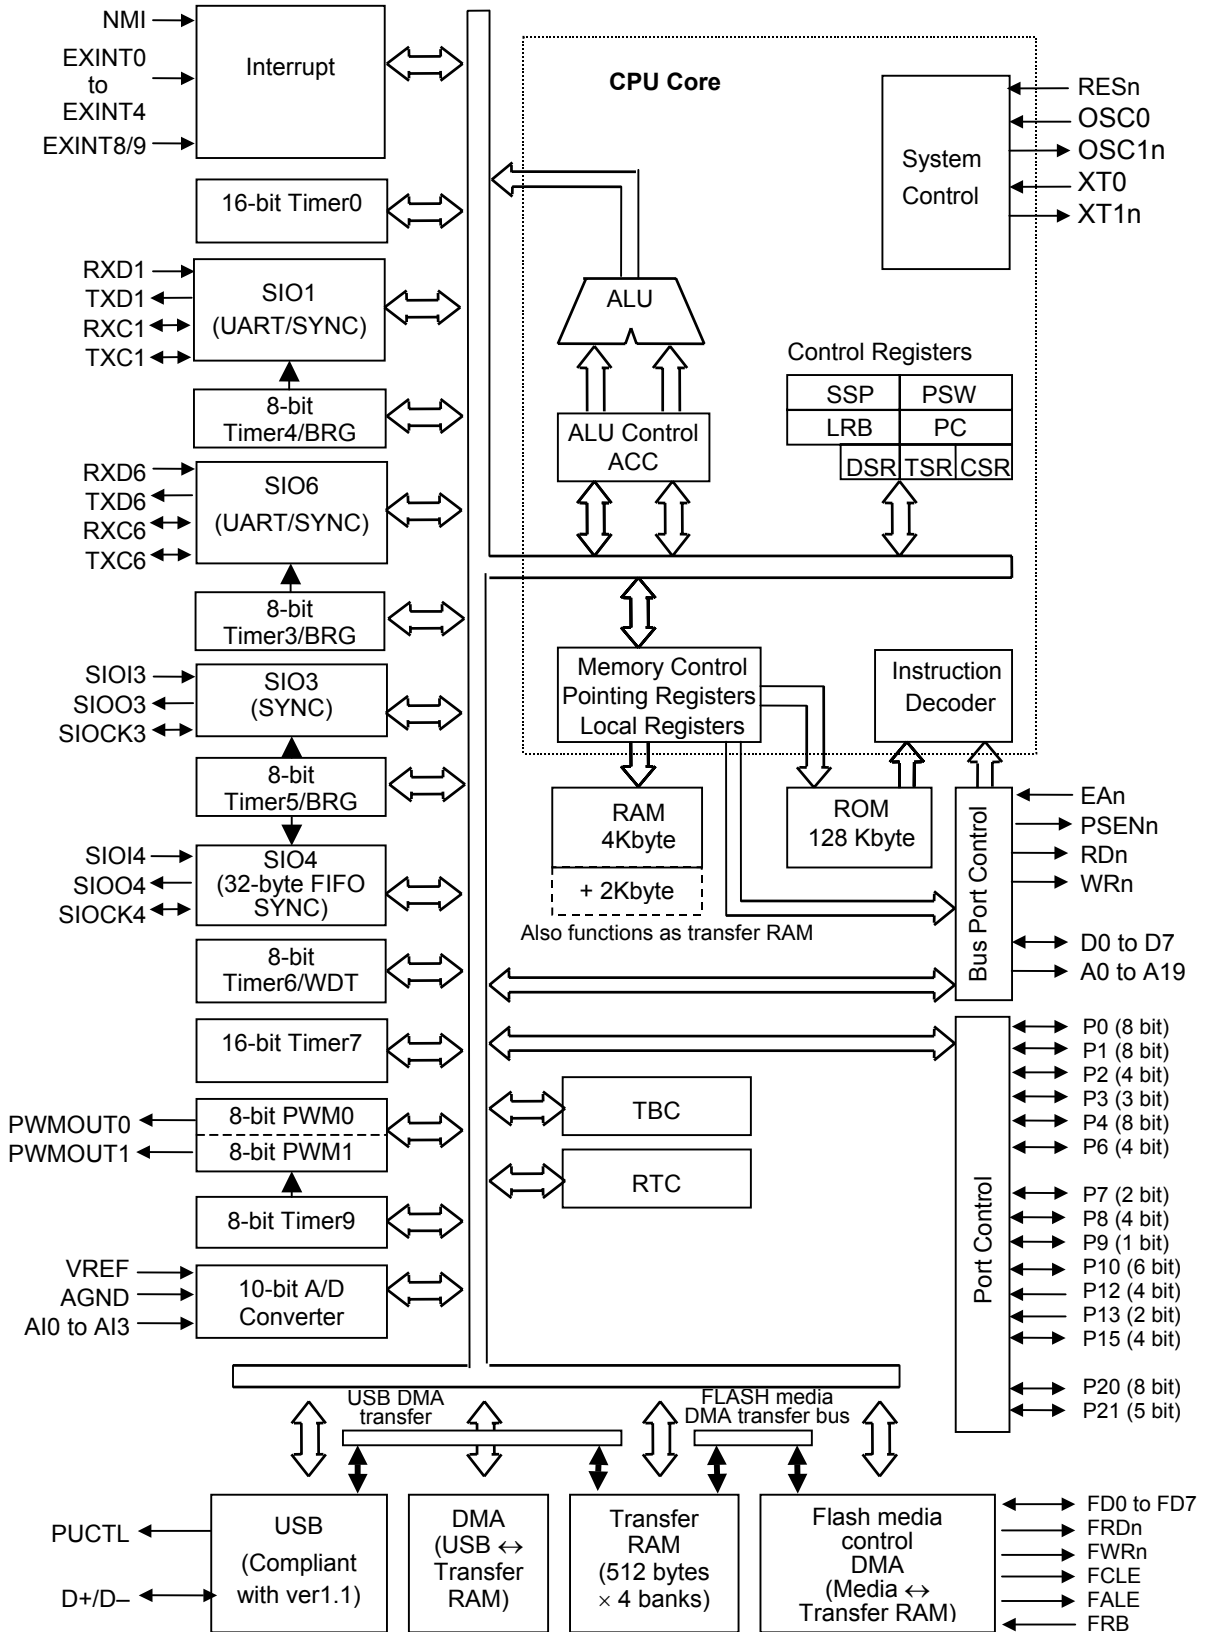 NMI
EXINT0
to
EXINT4
EXINT8/9
Interrupt
16-bit Timer0
RXD1
TXD1
RXC1
TXC1
SIO1
(UART/SYNC)
8-bit
Timer4/BRG
RXD6
TXD6
RXC6
TXC6
SIO6
(UART/SYNC)
8-bit
Timer3/BRG
SIOI3
SIOO3
SIOCK3
SIO3
(SYNC)
8-bit
Timer5/BRG
SIOI4
SIOO4
SIOCK4
SIO4
(32-byte FIFO
SYNC)
8-bit
Timer6/WDT
16-bit Timer7
PWMOUT0
PWMOUT1
8-bit PWM0
8-bit PWM1
8-bit Timer9
VREF
AGND
AI0 to AI3
10-bit A/D
Converter
CPU Core
System
Control
RESn
OSC0
OSC1n
XT0
XT1n
ALU
ALU Control
ACC
Control Registers
SSP PSW
LRB PC
DSR TSR CSR
Memory Control
Pointing Registers
Local Registers
Instruction
Decoder
RAM
4Kbyte
+ 2Kbyte
Also functions as transfer RAM
ROM
128 Kbyte
Bus Port Control
EAn
PSENn
RDn
WRn
D0 to D7
A0 to A19
TBC
RTC
Port Control
P0 (8 bit)
P1 (8 bit)
P2 (4 bit)
P3 (3 bit)
P4 (8 bit)
P6 (4 bit)
P7 (2 bit)
P8 (4 bit)
P9 (1 bit)
P10 (6 bit)
P12 (4 bit)
P13 (2 bit)
P15 (4 bit)
P20 (8 bit)
P21 (5 bit)
USB DMA
transfer
FLASH media
DMA transfer bus
PUCTL
D+/D–
USB
(Compliant
with ver1.1)
DMA
(USB ↔
Transfer
RAM)
Transfer
RAM
(512 bytes
× 4 banks)
Flash media
control
DMA
(Media ↔
Transfer RAM)
FD0 to FD7
FRDn
FWRn
FCLE
FALE
FRB